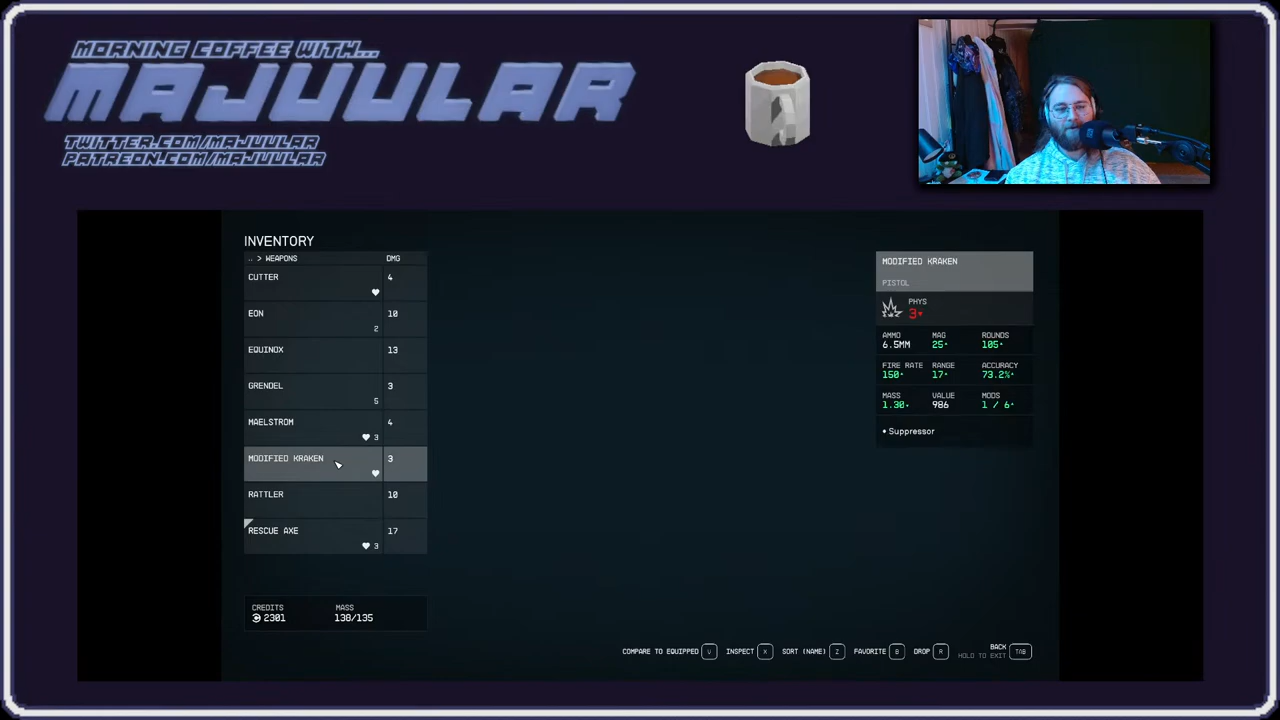 MORNING COFFEE WITH...
MAJUULAR
TWITTER.COM/MAJUULAR
PATREON.COM/MAJUULAR
INVENTORY
.. > WEAPONS DMG
CUTTER 4
EON 10
2
EQUINOX 13
GRENDEL 3
5
MAELSTROM 4
3
MODIFIED KRAKEN 3
RATTLER 10
RESCUE AXE 17
3
CREDITS MASS
2301 138/135
MODIFIED KRAKEN
PISTOL
PHYS
3
AMMO MAG ROUNDS
6.5MM 25 105
FIRE RATE RANGE ACCURACY
150 17 73.2%
MASS VALUE MODS
1.30 986 1 / 6
• Suppressor
COMPARE TO EQUIPPED V INSPECT X SORT (NAME) Z FAVORITE B DROP R BACK TAB
HOLD TO EXIT